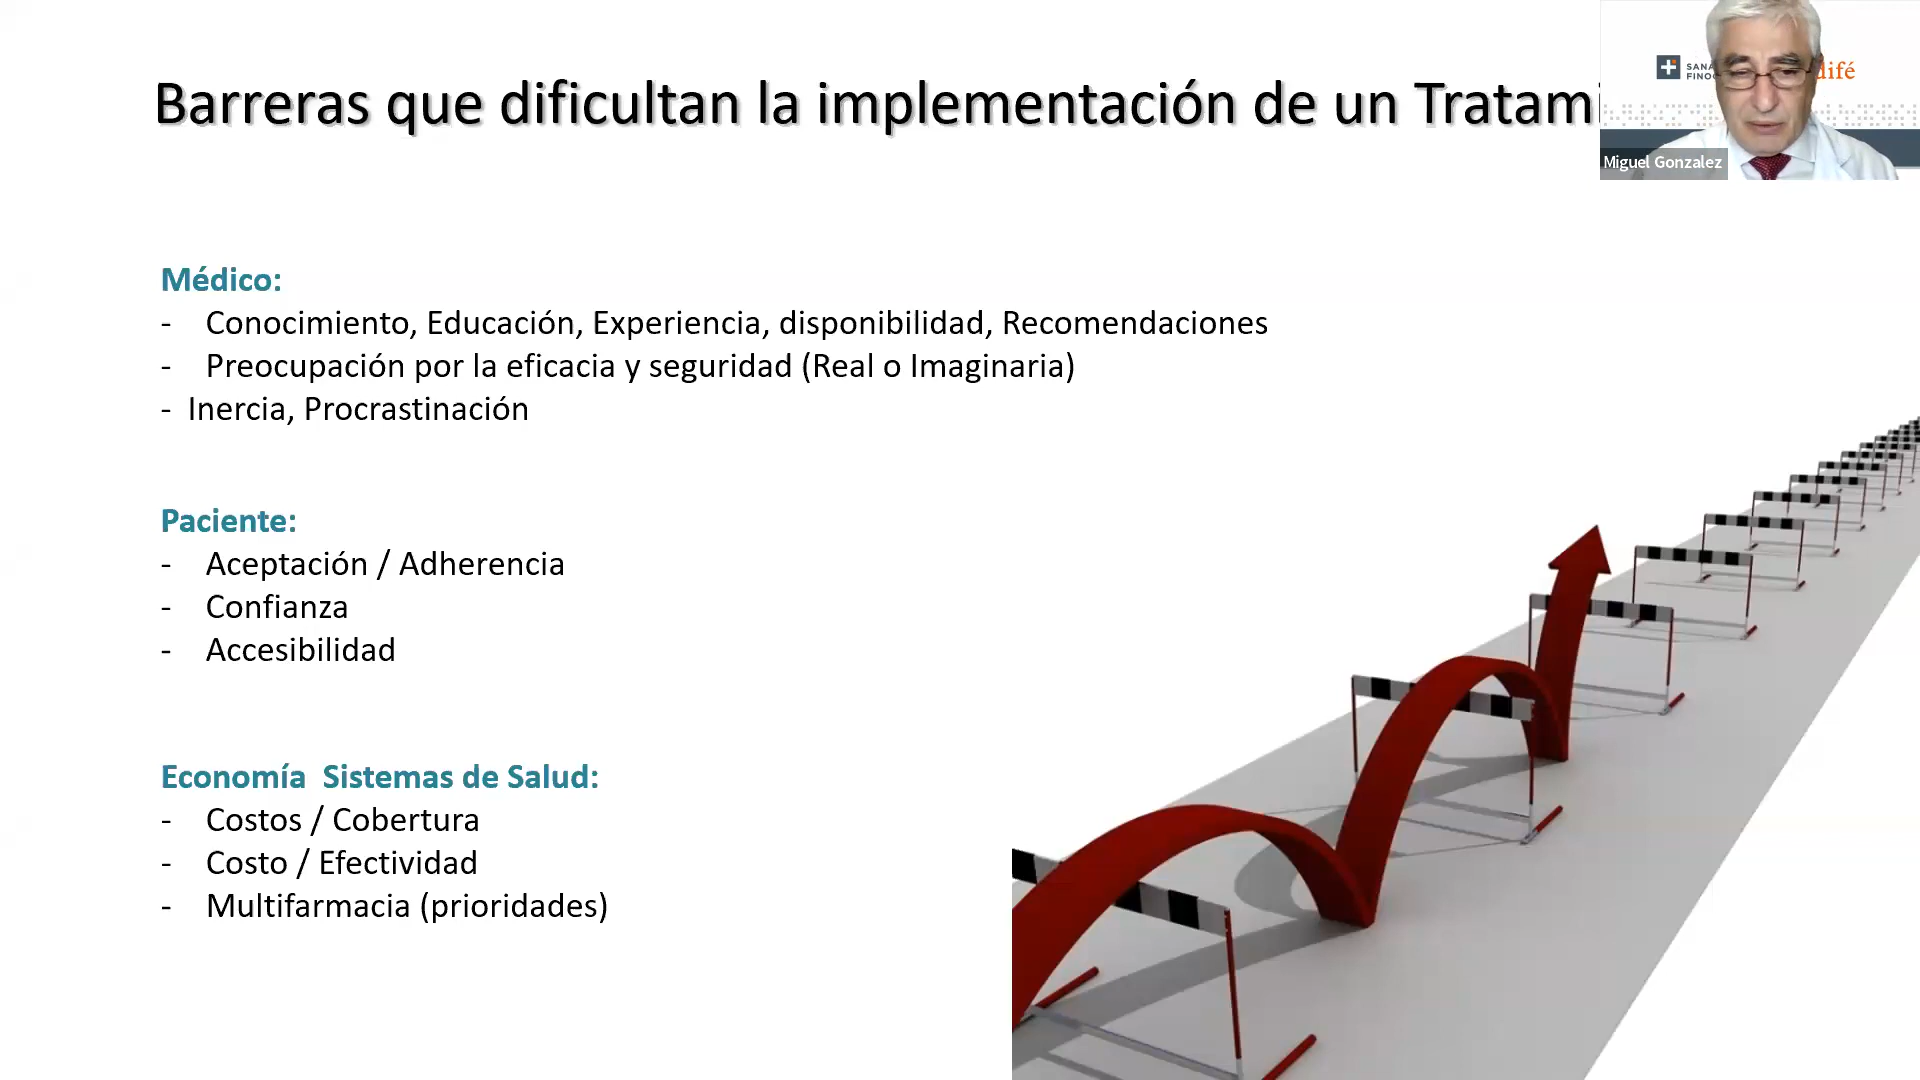 Barreras que dificultan la implementación de un
Médico:
- Conocimiento, Educación, Experiencia, disponibilidad, Recomendaciones
- Preocupación por la eficacia y seguridad (Real o Imaginaria)
- Inercia, Procrastinación
Paciente:
- Aceptación / Adherencia
- Confianza
- Accesibilidad
Economía Sistemas de Salud:
- Costos / Cobertura
- Costo / Efectividad
- Multifarmacia (prioridades)
Miguel Gonzalez